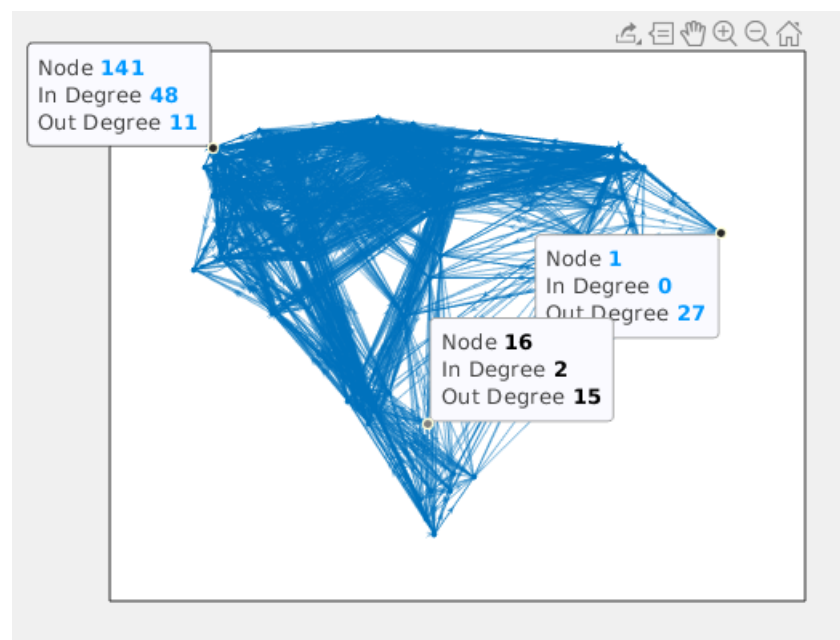 Node 141
In Degree 48
Out Degree 11
Node 1
In Degree 0
Out Degree 27
Node 16
In Degree 2
Out Degree 15